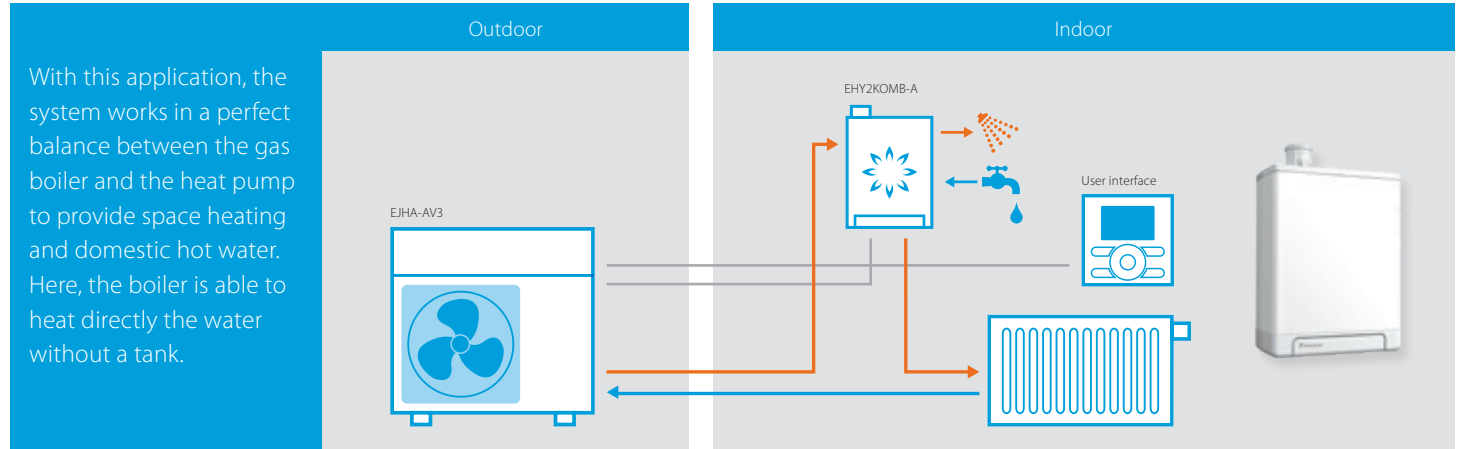 Outdoor
Indoor
With this application, the
system works in a perfect
balance between the gas
boiler and the heat pump
to provide space heating
and domestic hot water.
Here, the boiler is able to
heat directly the water
without a tank.
EJHA-AV3
EHY2KOMB-A
User interface